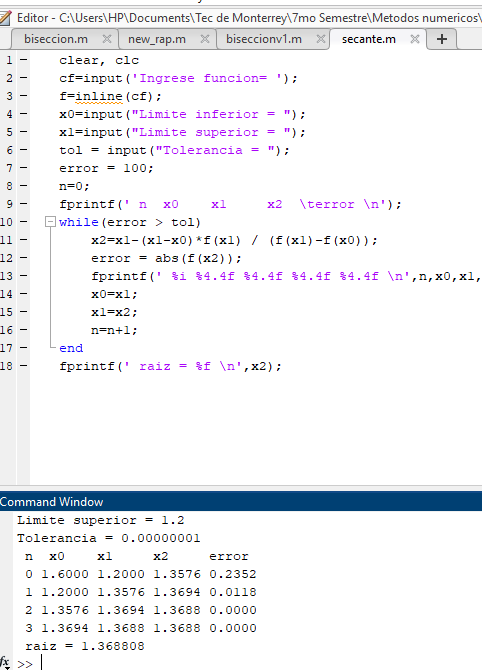 Editor - C:\Users\HP\Documents\Tec de Monterrey\7mo Semestre\Metodos numericos\
biseccion.m × new_rap.m × biseccionv1.m × secante.m × +
1 — clear, clc
2 — cf=input('Ingrese funcion= ');
3 — f=inline(cf);
4 — x0=input("Limite inferior = ");
5 — x1=input("Limite superior = ");
6 — tol = input("Tolerancia = ");
7 — error = 100;
8 — n=0;
9 — fprintf(' n  x0    x1     x2  \terror \n');
10 — while(error > tol)
11 — x2=x1-(x1-x0)*f(x1) / (f(x1)-f(x0));
12 — error = abs(f(x2));
13 — fprintf(' %i %4.4f %4.4f %4.4f %4.4f \n',n,x0,x1,
14 — x0=x1;
15 — x1=x2;
16 — n=n+1;
17 — end
18 — fprintf(' raiz = %f \n',x2);
Command Window
Limite superior = 1.2
Tolerancia = 0.00000001
n  x0    x1     x2     error
0 1.6000 1.2000 1.3576 0.2352
1 1.2000 1.3576 1.3694 0.0118
2 1.3576 1.3694 1.3688 0.0000
3 1.3694 1.3688 1.3688 0.0000
raiz = 1.368808
fx >>